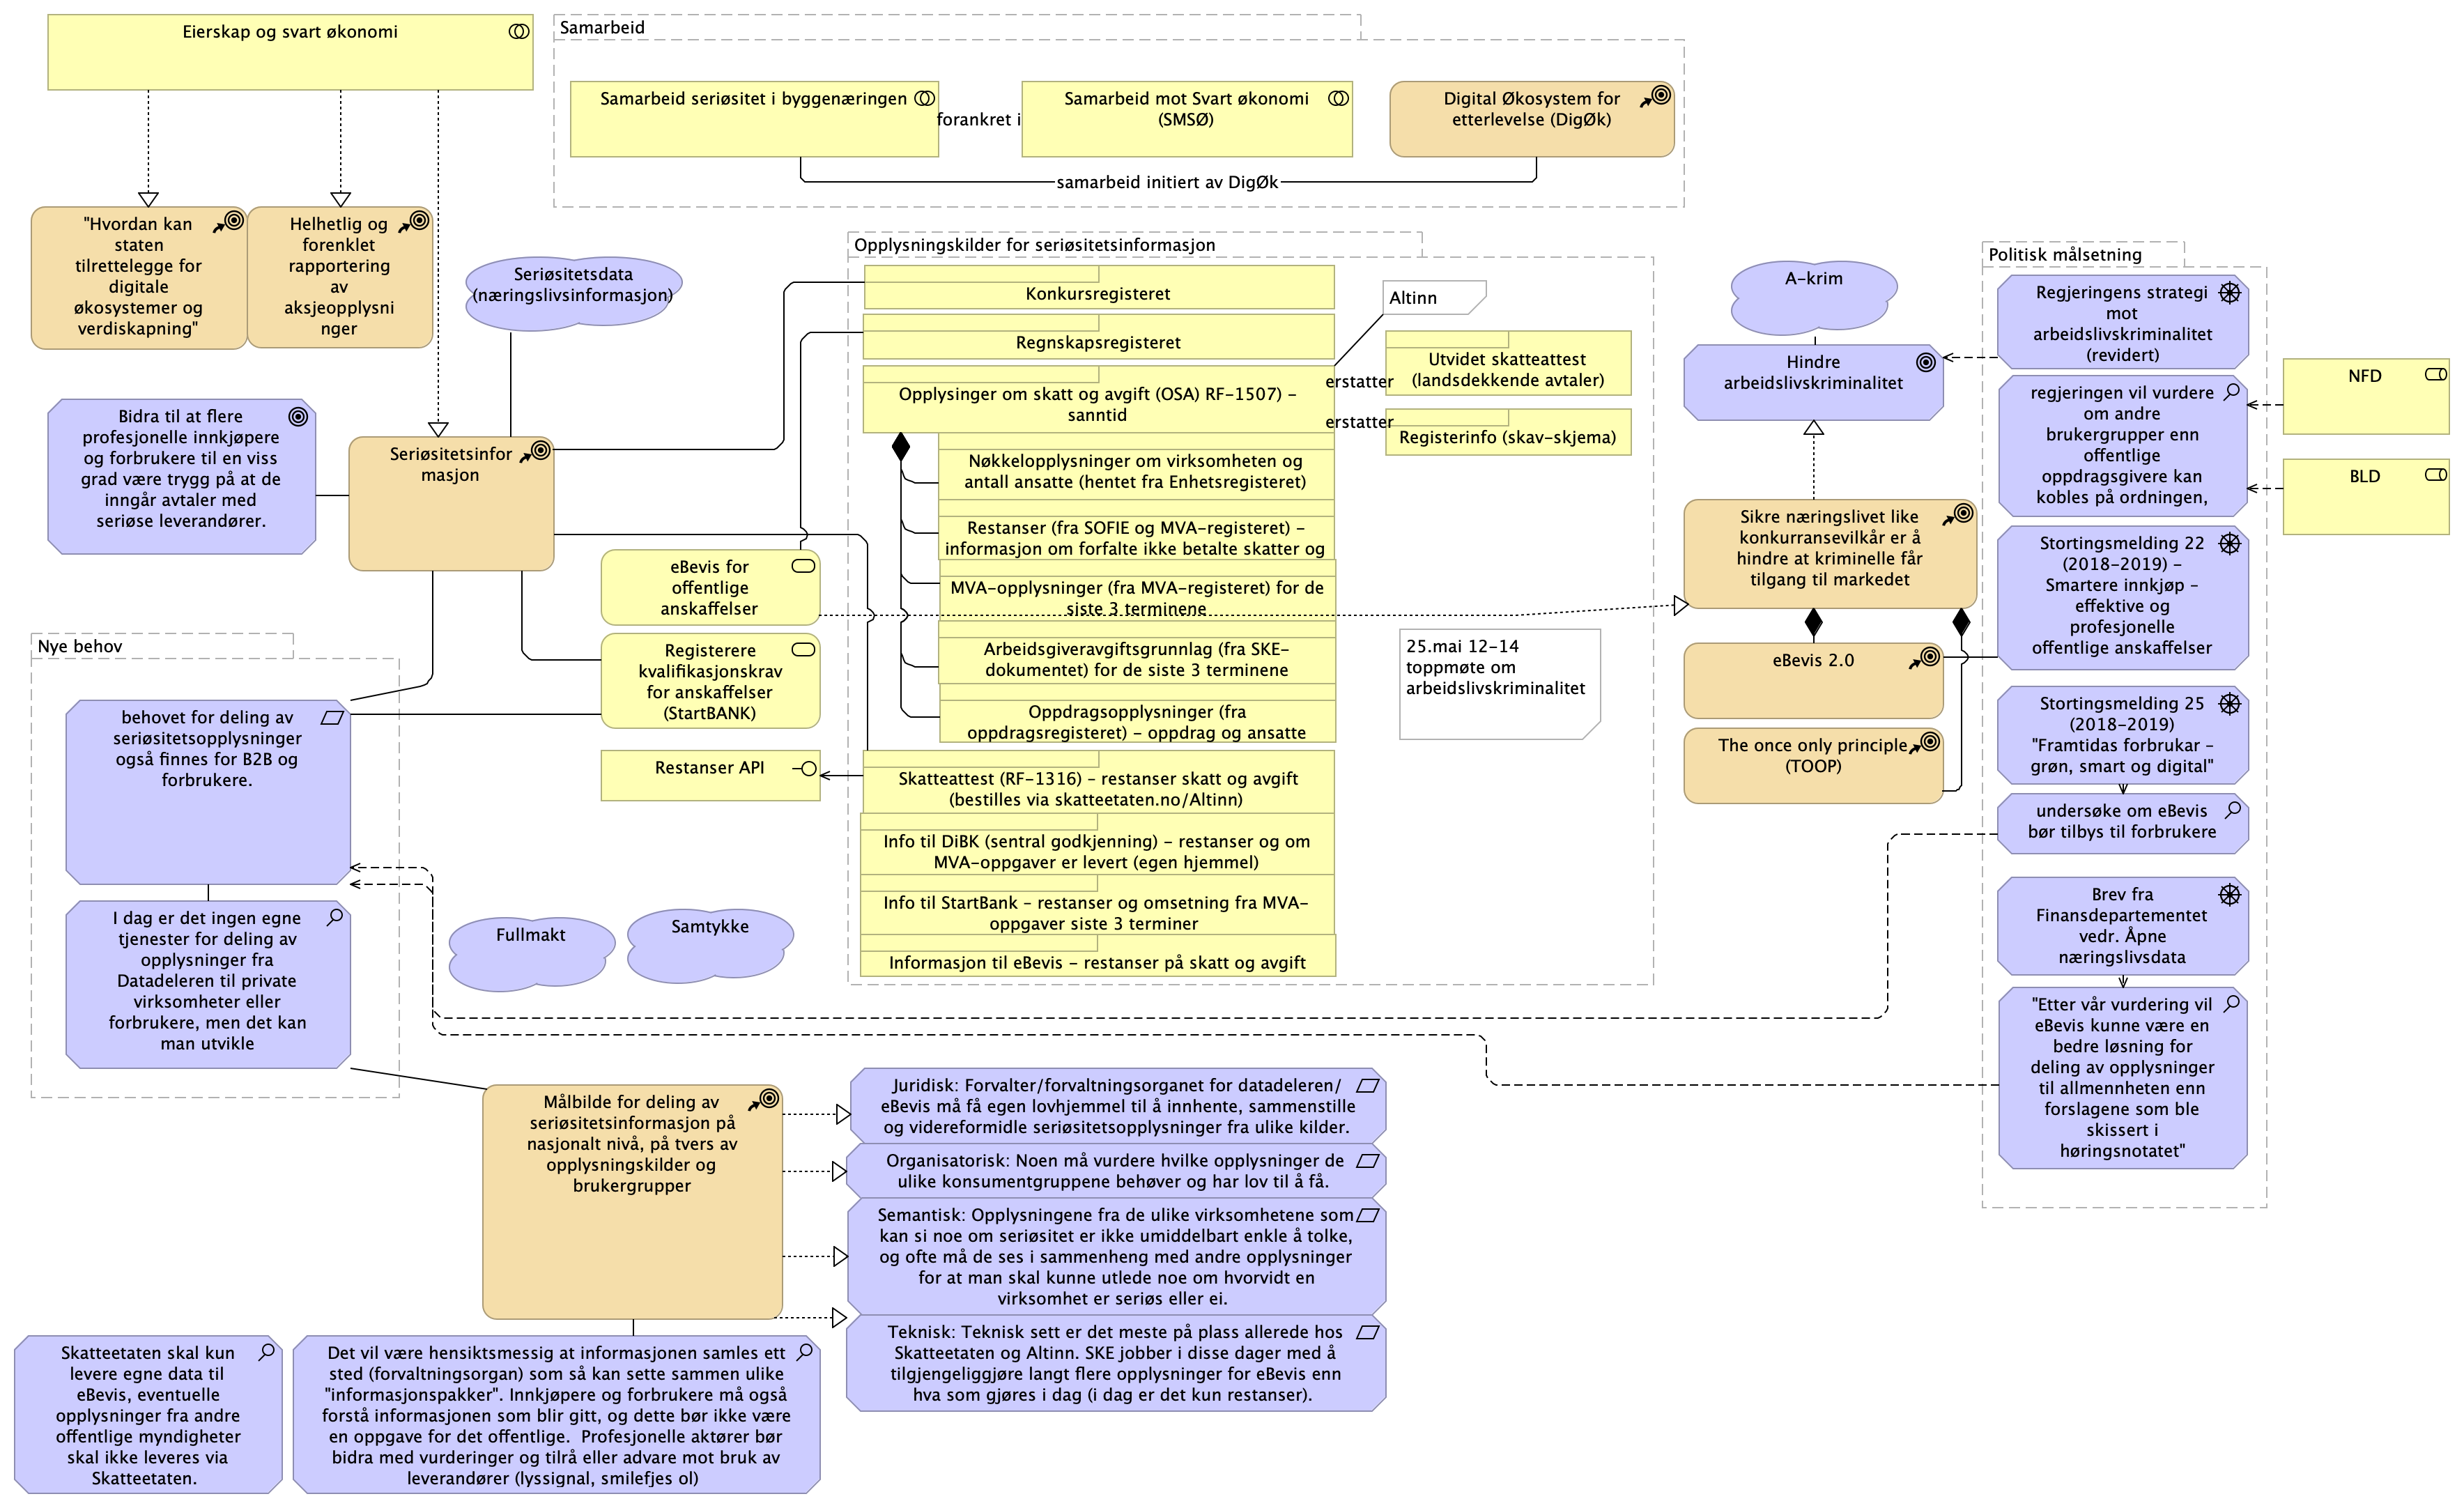 Eierskap og svart økonomi
Samarbeid
Samarbeid seriøsitet i byggenæringen
forankret i
Samarbeid mot Svart økonomi
(SMSØ)
Digital Økosystem for
etterlevelse (DigØk)
samarbeid initiert av DigØk
"Hvordan kan
staten
tilrettelegge for
digitale
økosystemer og
verdiskapning"
Helhetlig og
forenklet
rapportering
av
aksjeopplysni
nger
Seriøsitetsdata
(næringslivsinformasjon)
Bidra til at flere
profesjonelle innkjøpere
og forbrukere til en viss
grad være trygg på at de
inngår avtaler med
seriøse leverandører.
Seriøsitetsinfor
masjon
Opplysningskilder for seriøsitetsinformasjon
Konkursregisteret
Regnskapsregisteret
Opplysinger om skatt og avgift (OSA) RF-1507) -
sanntid
Altinn
erstatter
Utvidet skatteattest
(landsdekkende avtaler)
erstatter
Registerinfo (skav-skjema)
Nøkkelopplysninger om virksomheten og
antall ansatte (hentet fra Enhetsregisteret)
Restanser (fra SOFIE og MVA-registeret) -
informasjon om forfalte ikke betalte skatter og
MVA-opplysninger (fra MVA-registeret) for de
siste 3 terminene
Arbeidsgiveravgiftsgrunnlag (fra SKE-
dokumentet) for de siste 3 terminene
Oppdragsopplysninger (fra
oppdragsregisteret) - oppdrag og ansatte
Skatteattest (RF-1316) - restanser skatt og avgift
(bestilles via skatteetaten.no/Altinn)
Info til DiBK (sentral godkjenning) - restanser og om
MVA-oppgaver er levert (egen hjemmel)
Info til StartBank - restanser og omsetning fra MVA-
oppgaver siste 3 terminer
Informasjon til eBevis - restanser på skatt og avgift
25.mai 12-14
toppmøte om
arbeidslivskriminalitet
eBevis for
offentlige
anskaffelser
Registerere
kvalifikasjonskrav
for anskaffelser
(StartBANK)
Restanser API
A-krim
Hindre
arbeidslivskriminalitet
Sikre næringslivet like
konkurransevilkår er å
hindre at kriminelle får
tilgang til markedet
eBevis 2.0
The once only principle
(TOOP)
Politisk målsetning
Regjeringens strategi
mot
arbeidslivskriminalitet
(revidert)
regjeringen vil vurdere
om andre
brukergrupper enn
offentlige
oppdragsgivere kan
kobles på ordningen,
Stortingsmelding 22
(2018-2019) -
Smartere innkjøp -
effektive og
profesjonelle
offentlige anskaffelser
Stortingsmelding 25
(2018-2019)
"Framtidas forbrukar -
grøn, smart og digital"
undersøke om eBevis
bør tilbys til forbrukere
Brev fra
Finansdepartementet
vedr. Åpne
næringslivsdata
"Etter vår vurdering vil
eBevis kunne være en
bedre løsning for
deling av opplysninger
til allmennheten enn
forslagene som ble
skissert i
høringsnotatet"
NFD
BLD
Nye behov
behovet for deling av
seriøsitetsopplysninger
også finnes for B2B og
forbrukere.
I dag er det ingen egne
tjenester for deling av
opplysninger fra
Datadeleren til private
virksomheter eller
forbrukere, men det kan
man utvikle
Fullmakt
Samtykke
Målbilde for deling av
seriøsitetsinformasjon på
nasjonalt nivå, på tvers av
opplysningskilder og
brukergrupper
Juridisk: Forvalter/forvaltningsorganet for datadeleren/
eBevis må få egen lovhjemmel til å innhente, sammenstille
og videreformidle seriøsitetsopplysninger fra ulike kilder.
Organisatorisk: Noen må vurdere hvilke opplysninger de
ulike konsumentgruppene behøver og har lov til å få.
Semantisk: Opplysningene fra de ulike virksomhetene som
kan si noe om seriøsitet er ikke umiddelbart enkle å tolke,
og ofte må de ses i sammenheng med andre opplysninger
for at man skal kunne utlede noe om hvorvidt en
virksomhet er seriøs eller ei.
Teknisk: Teknisk sett er det meste på plass allerede hos
Skatteetaten og Altinn. SKE jobber i disse dager med å
tilgjengeliggjøre langt flere opplysninger for eBevis enn
hva som gjøres i dag (i dag er det kun restanser).
Skatteetaten skal kun
levere egne data til
eBevis, eventuelle
opplysninger fra andre
offentlige myndigheter
skal ikke leveres via
Skatteetaten.
Det vil være hensiktsmessig at informasjonen samles ett
sted (forvaltningsorgan) som så kan sette sammen ulike
"informasjonspakker". Innkjøpere og forbrukere må også
forstå informasjonen som blir gitt, og dette bør ikke være
en oppgave for det offentlige.  Profesjonelle aktører bør
bidra med vurderinger og tilrå eller advare mot bruk av
leverandører (lyssignal, smilefjes ol)